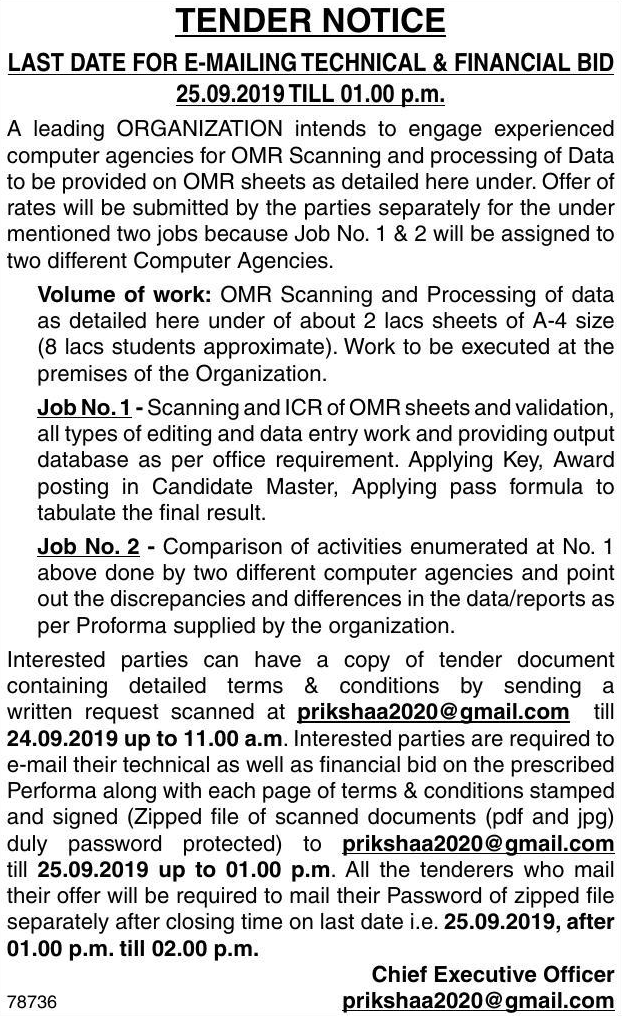 TENDER NOTICE
LAST DATE FOR E-MAILING TECHNICAL & FINANCIAL BID
25.09.2019 TILL 01.00 p.m.
A leading ORGANIZATION intends to engage experienced
computer agencies for OMR Scanning and processing of Data
to be provided on OMR sheets as detailed here under. Offer of
rates will be submitted by the parties separately for the under
mentioned two jobs because Job No. 1 & 2 will be assigned to
two different Computer Agencies.
Volume of work: OMR Scanning and Processing of data
as detailed here under of about 2 lacs sheets of A-4 size
(8 lacs students approximate). Work to be executed at the
premises of the Organization.
Job No. 1 - Scanning and ICR of OMR sheets and validation,
all types of editing and data entry work and providing output
database as per office requirement. Applying Key, Award
posting in Candidate Master, Applying pass formula to
tabulate the final result.
Job No. 2 - Comparison of activities enumerated at No. 1
above done by two different computer agencies and point
out the discrepancies and differences in the data/reports as
per Proforma supplied by the organization.
Interested parties can have a copy of tender document
containing detailed terms & conditions by sending a
written request scanned at prikshaa2020@gmail.com till
24.09.2019 up to 11.00 a.m. Interested parties are required to
e-mail their technical as well as financial bid on the prescribed
Performa along with each page of terms & conditions stamped
and signed (Zipped file of scanned documents (pdf and jpg)
duly password protected) to prikshaa2020@gmail.com
till 25.09.2019 up to 01.00 p.m. All the tenderers who mail
their offer will be required to mail their Password of zipped file
separately after closing time on last date i.e. 25.09.2019, after
01.00 p.m. till 02.00 p.m.
Chief Executive Officer
78736 prikshaa2020@gmail.com